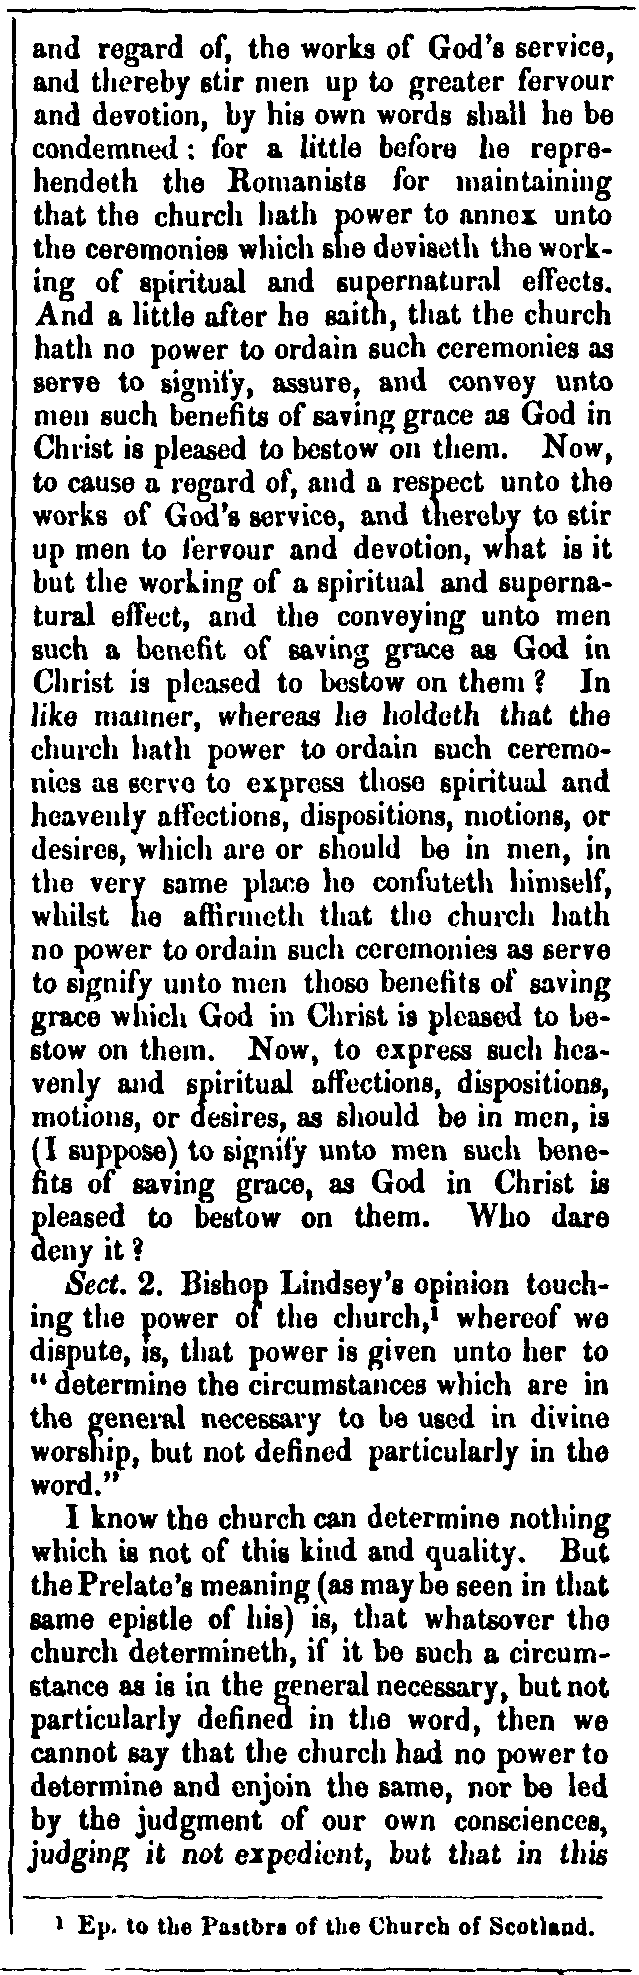 and regard of, the works of God's service,
and thereby stir men up to greater fervour
and devotion, by his own words shall he be
condemned : for a little before he repre-
hendeth the Romanists for maintaining
that the church hath power to annex unto
the ceremonies which she deviseth the work-
ing of spiritual and supernatural effects.
And a little after he saith, that the church
hath no power to ordain such ceremonies as
serve to signify, assure, and convey unto
men such benefits of saving grace as God in
Christ is pleased to bestow on them. Now,
to cause a regard of, and a respect unto the
works of God's service, and thereby to stir
up men to fervour and devotion, what is it
but the working of a spiritual and superna-
tural effect, and the conveying unto men
such a benefit of saving grace as God in
Christ is pleased to bestow on them ? In
like manner, whereas he holdeth that the
church hath power to ordain such ceremo-
nies as serve to express those spiritual and
heavenly affections, dispositions, motions, or
desires, which are or should be in men, in
the very same place he confuteth himself,
whilst he affirmeth that the church hath
no power to ordain such ceremonies as serve
to signify unto men those benefits of saving
grace which God in Christ is pleased to be-
stow on them. Now, to express such hea-
venly and spiritual affections, dispositions,
motions, or desires, as should be in men, is
(I suppose) to signify unto men such bene-
fits of saving grace, as God in Christ is
pleased to bestow on them. Who dare
deny it ?
Sect. 2. Bishop Lindsey's opinion touch-
ing the power of the church,¹ whereof we
dispute, is, that power is given unto her to
“ determine the circumstances which are in
the general necessary to be used in divine
worship, but not defined particularly in the
word.”
I know the church can determine nothing
which is not of this kind and quality. But
the Prelate's meaning (as may be seen in that
same epistle of his) is, that whatsover the
church determineth, if it be such a circum-
stance as is in the general necessary, but not
particularly defined in the word, then we
cannot say that the church had no power to
determine and enjoin the same, nor be led
by the judgment of our own consciences,
judging it not expedient, but that in this
¹ Ep. to the Pastors of the Church of Scotland.